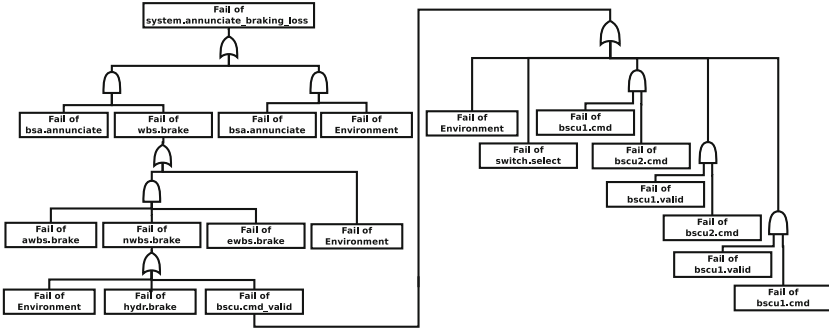 Fail of
system.annunciate_braking_loss
Fail of
bsa.annunciate
Fail of
wbs.brake
Fail of
bsa.annunciate
Fail of
Environment
Fail of
awbs.brake
Fail of
nwbs.brake
Fail of
ewbs.brake
Fail of
Environment
Fail of
Environment
Fail of
hydr.brake
Fail of
bscu.cmd_valid
Fail of
Environment
Fail of
switch.select
Fail of
bscu1.cmd
Fail of
bscu2.cmd
Fail of
bscu1.valid
Fail of
bscu2.cmd
Fail of
bscu1.valid
Fail of
bscu1.cmd